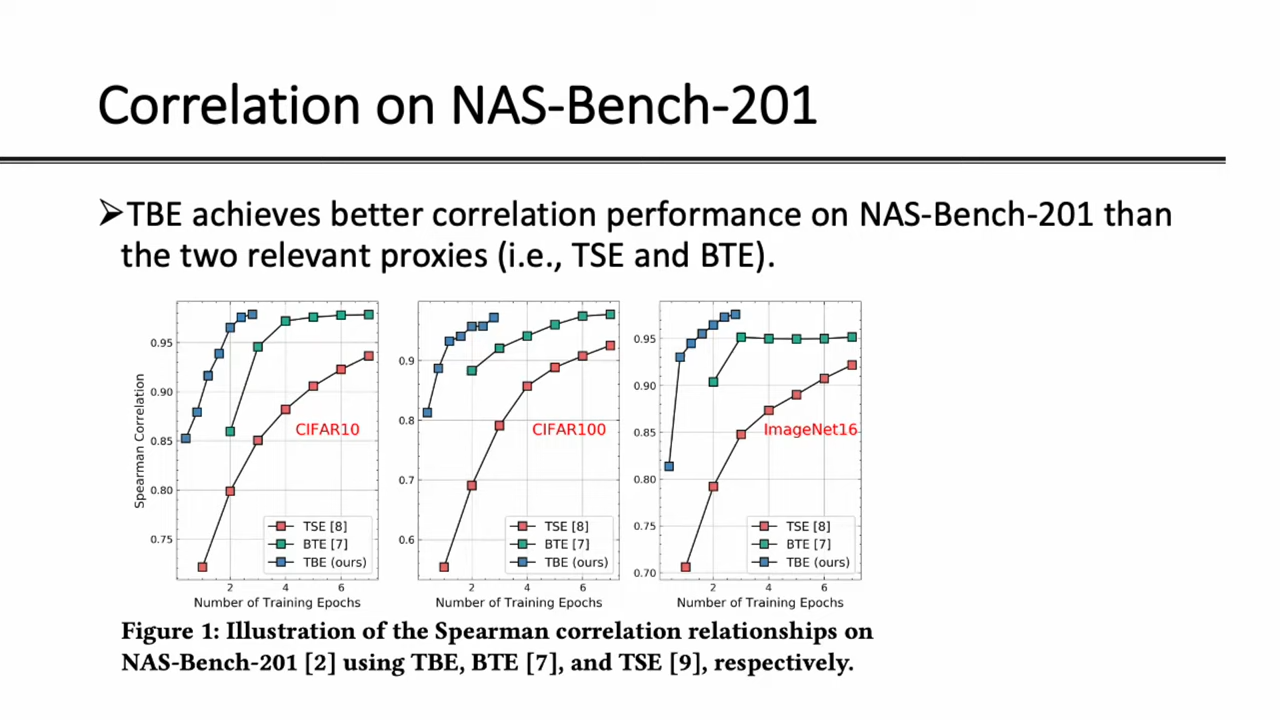 Correlation on NAS-Bench-201
➢TBE achieves better correlation performance on NAS-Bench-201 than
the two relevant proxies (i.e., TSE and BTE).
Spearman Correlation
0.95
0.90
0.85
0.80
0.75
CIFAR10
TSE [8]
BTE [7]
TBE (ours)
2 4 6
Number of Training Epochs
0.9
0.8
0.7
0.6
CIFAR100
TSE [8]
BTE [7]
TBE (ours)
2 4 6
Number of Training Epochs
0.95
0.90
0.85
0.80
0.75
0.70
ImageNet16
TSE [8]
BTE [7]
TBE (ours)
2 4 6
Number of Training Epochs
Figure 1: Illustration of the Spearman correlation relationships on
NAS-Bench-201 [2] using TBE, BTE [7], and TSE [9], respectively.